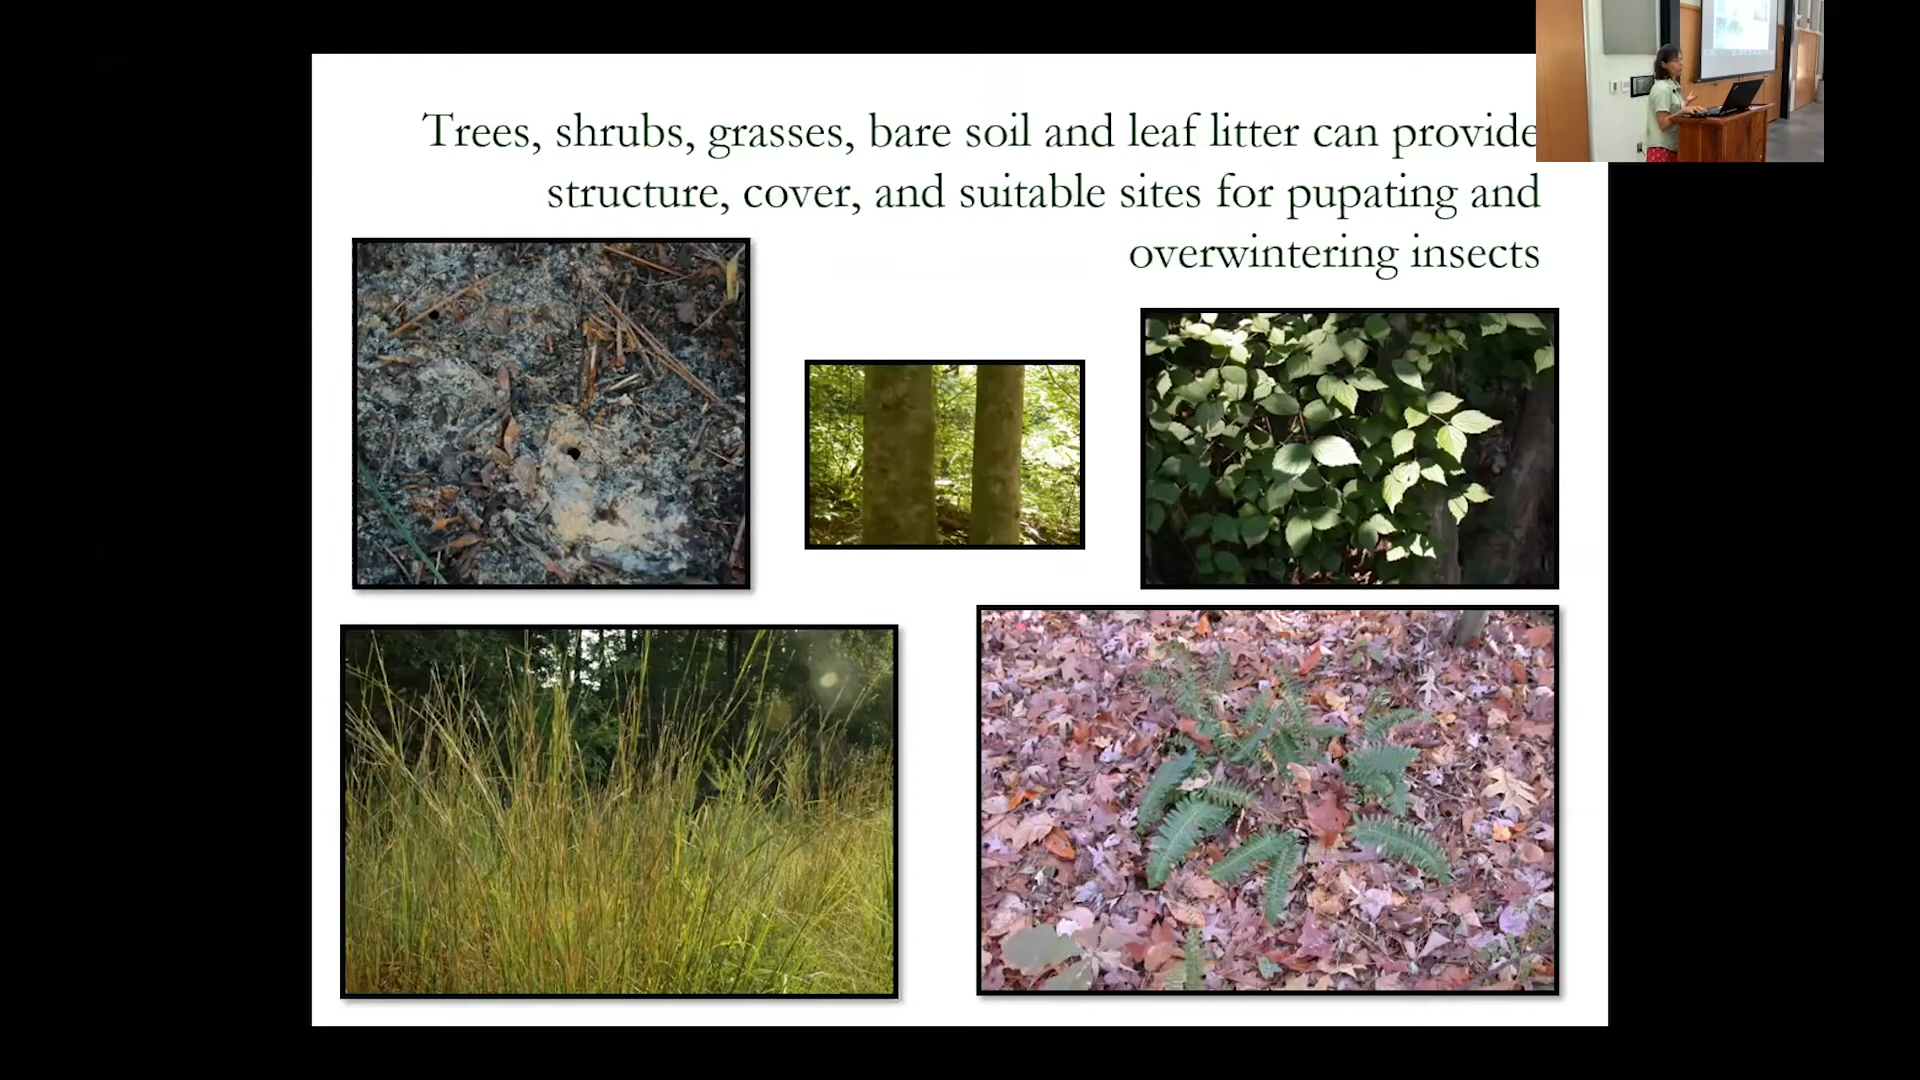 Trees, shrubs, grasses, bare soil and leaf litter can provide
structure, cover, and suitable sites for pupating and
overwintering insects